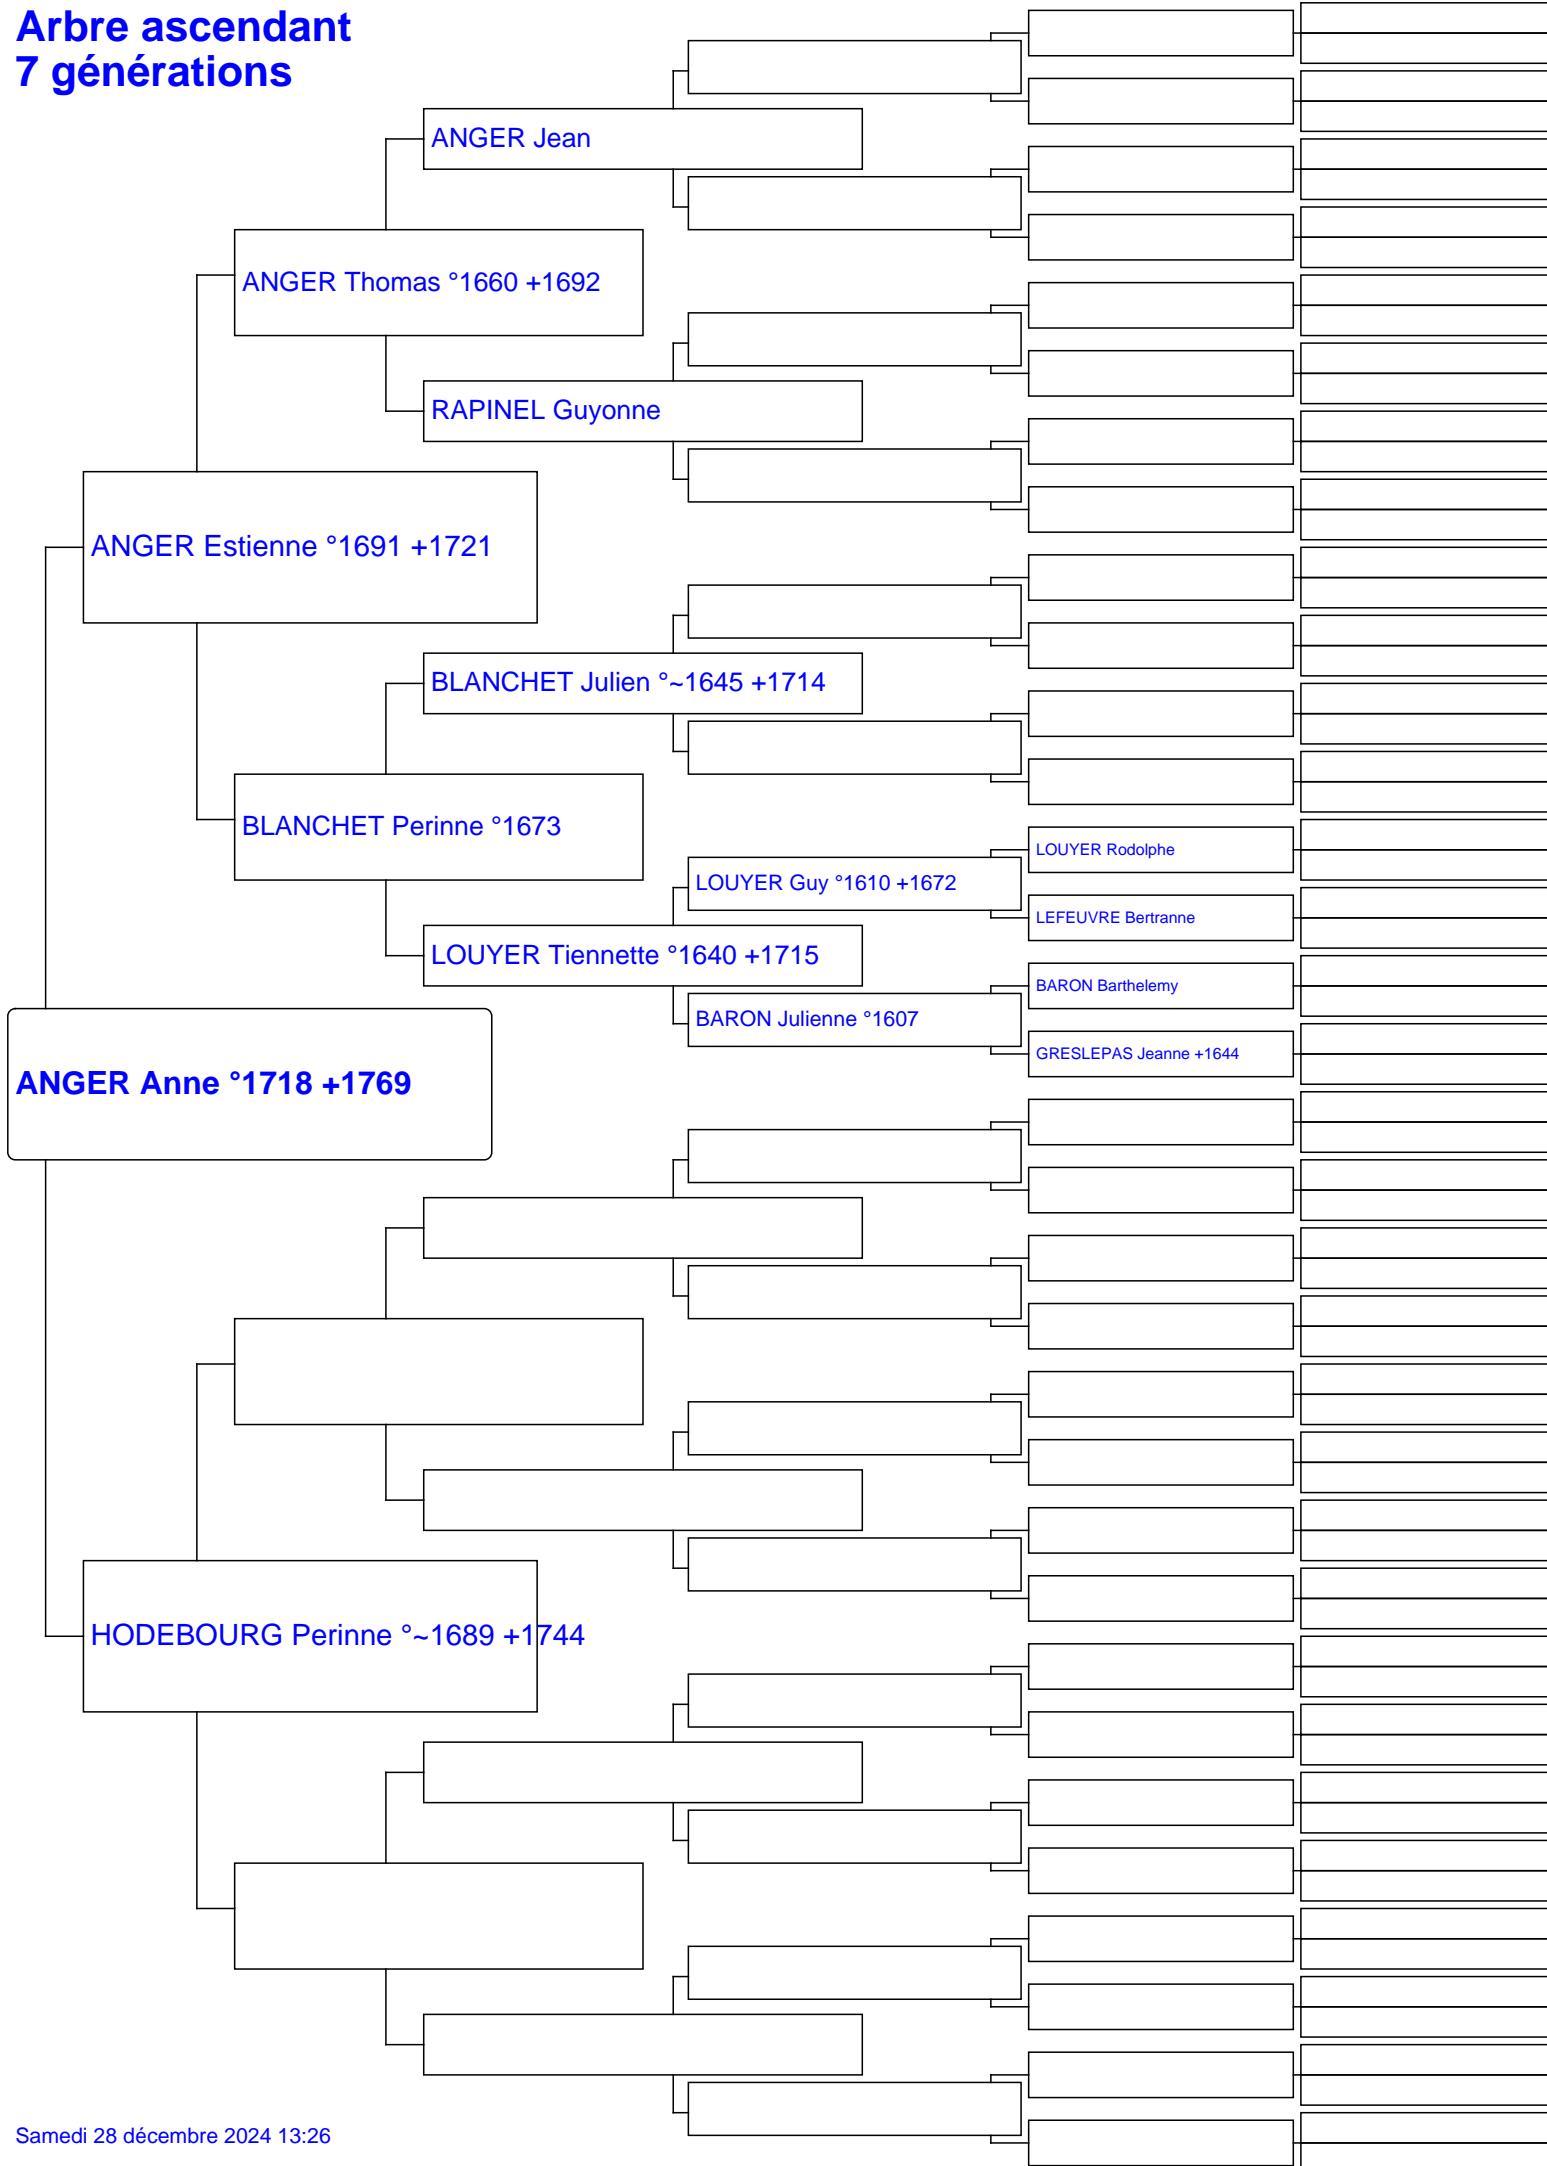 Arbre ascendant
7 générations
ANGER Jean
ANGER Thomas °1660 +1692
RAPINEL Guyonne
ANGER Estienne °1691 +1721
BLANCHET Julien °~1645 +1714
BLANCHET Perinne °1673
LOUYER Rodolphe
LOUYER Guy °1610 +1672
LEFEUVRE Bertranne
LOUYER Tiennette °1640 +1715
BARON Barthelemy
BARON Julienne °1607
GRESLEPAS Jeanne +1644
ANGER Anne °1718 +1769
HODEBOURG Perinne °~1689 +1744
Samedi 28 décembre 2024 13:26